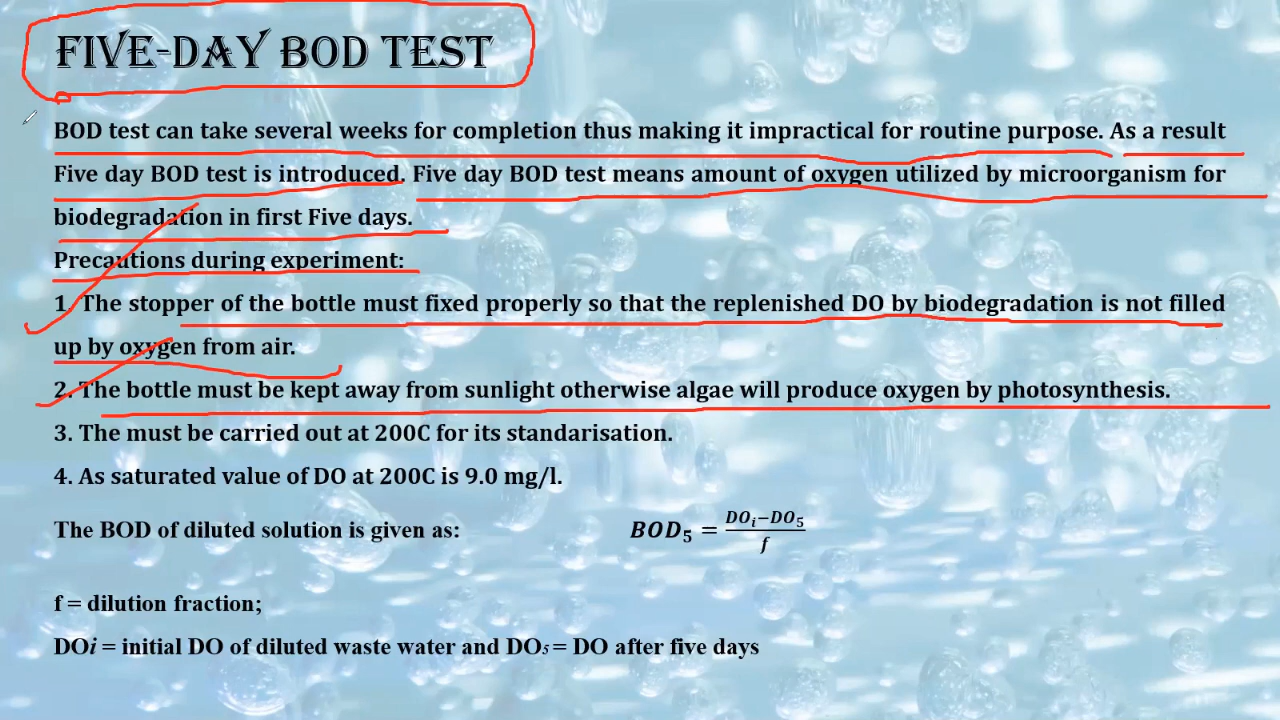 FIVE-DAY BOD TEST
BOD test can take several weeks for completion thus making it impractical for routine purpose. As a result
Five day BOD test is introduced. Five day BOD test means amount of oxygen utilized by microorganism for
biodegradation in first Five days.
Precautions during experiment:
1. The stopper of the bottle must fixed properly so that the replenished DO by biodegradation is not filled
up by oxygen from air.
2. The bottle must be kept away from sunlight otherwise algae will produce oxygen by photosynthesis.
3. The must be carried out at 200C for its standarisation.
4. As saturated value of DO at 200C is 9.0 mg/l.
The BOD of diluted solution is given as: BOD₅ = (DOᵢ−DO₅)/f
f = dilution fraction;
DOi = initial DO of diluted waste water and DO₅ = DO after five days